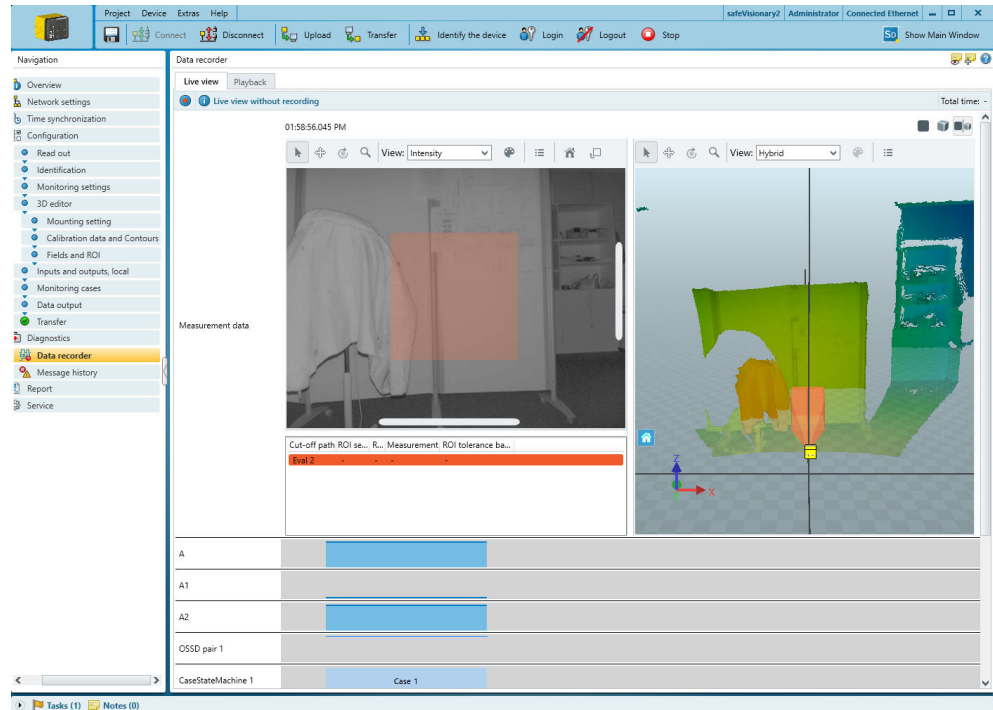 Project Device Extras Help
safeVisionary2 Administrator Connected Ethernet
Connect Disconnect Upload Transfer Identify the device Login Logout Stop
So Show Main Window
Navigation
Overview
Network settings
Time synchronization
Configuration
Read out
Identification
Monitoring settings
3D editor
Mounting setting
Calibration data and Contours
Fields and ROI
Inputs and outputs, local
Monitoring cases
Data output
Transfer
Diagnostics
Data recorder
Message history
Report
Service
Data recorder
Live view Playback
Live view without recording
Total time: -
01:58:56.045 PM
View: Intensity
View: Hybrid
Measurement data
Z
X
Cut-off path ROI se... R... Measurement ROI tolerance ba...
Eval 2 - - - -
A
A1
A2
OSSD pair 1
CaseStateMachine 1
Case 1
Tasks (1) Notes (0)